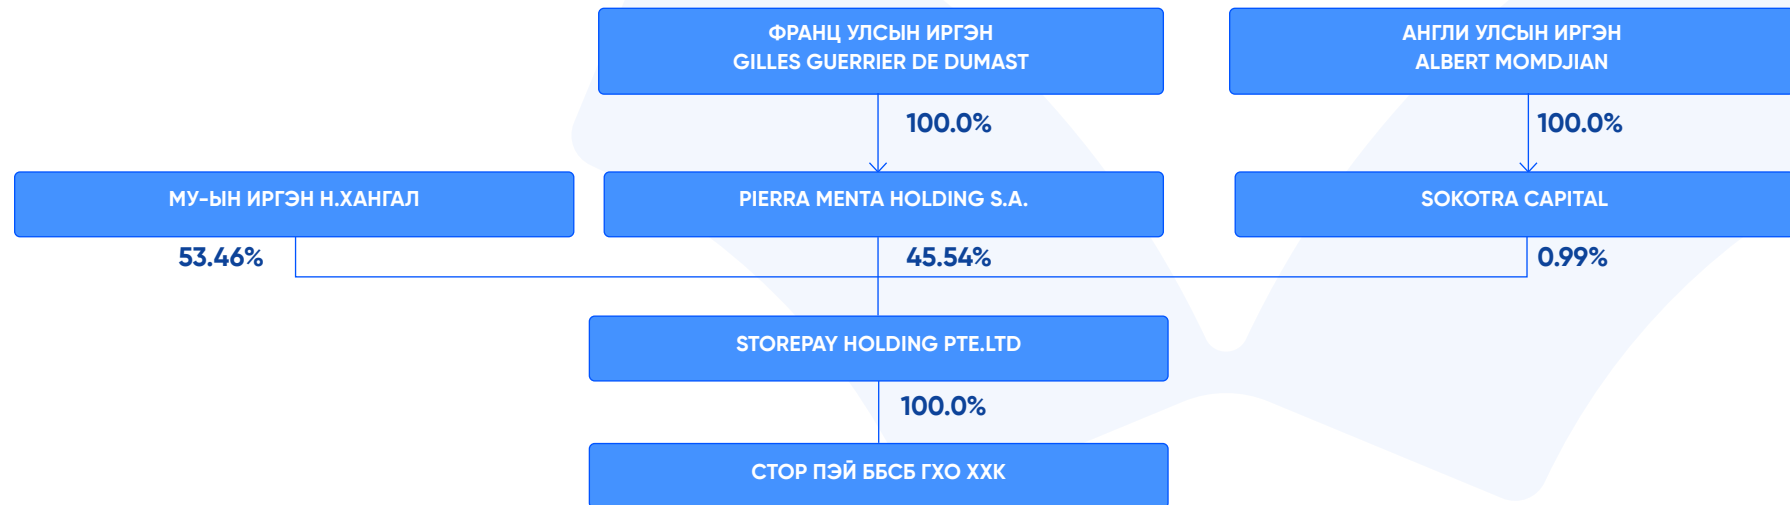 ФРАНЦ УЛСЫН ИРГЭН
GILLES GUERRIER DE DUMAST
АНГЛИ УЛСЫН ИРГЭН
ALBERT MOMDJIAN
100.0%
100.0%
МУ-ЫН ИРГЭН Н.ХАНГАЛ
PIERRA MENTA HOLDING S.A.
SOKOTRA CAPITAL
53.46%
45.54%
0.99%
STOREPAY HOLDING PTE.LTD
100.0%
СТОР ПЭЙ ББСБ ГХО ХХК